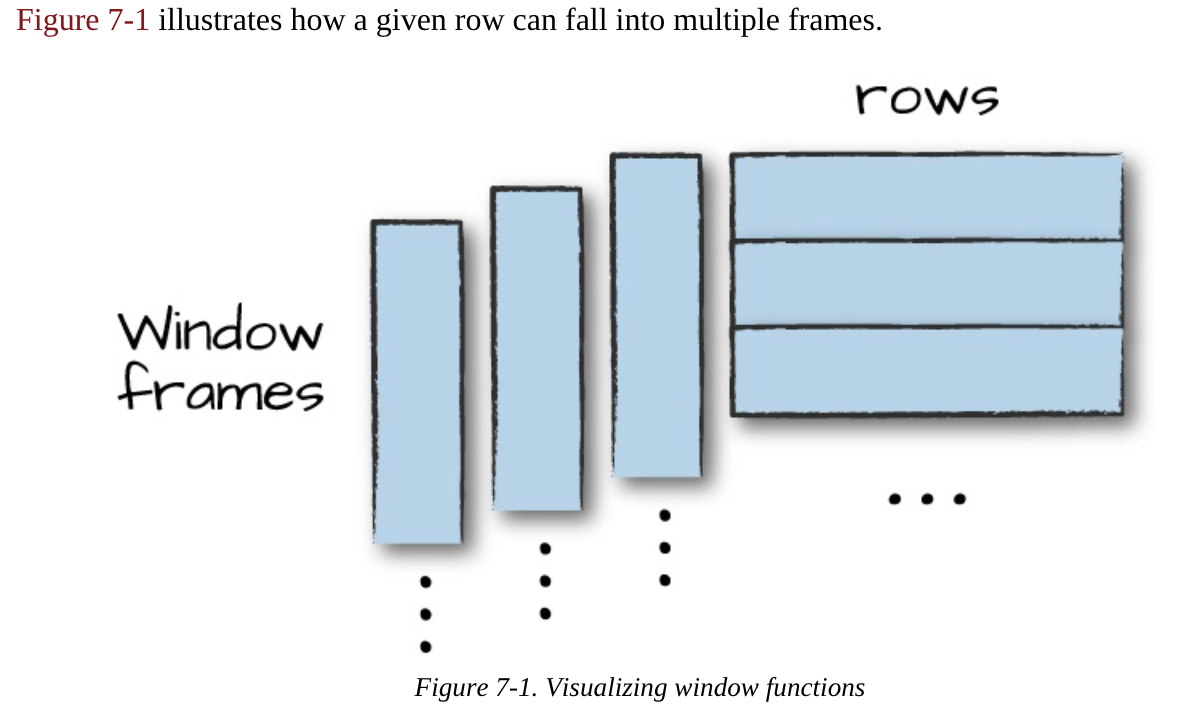 Figure 7-1 illustrates how a given row can fall into multiple frames.
rows
Window
frames
Figure 7-1. Visualizing window functions